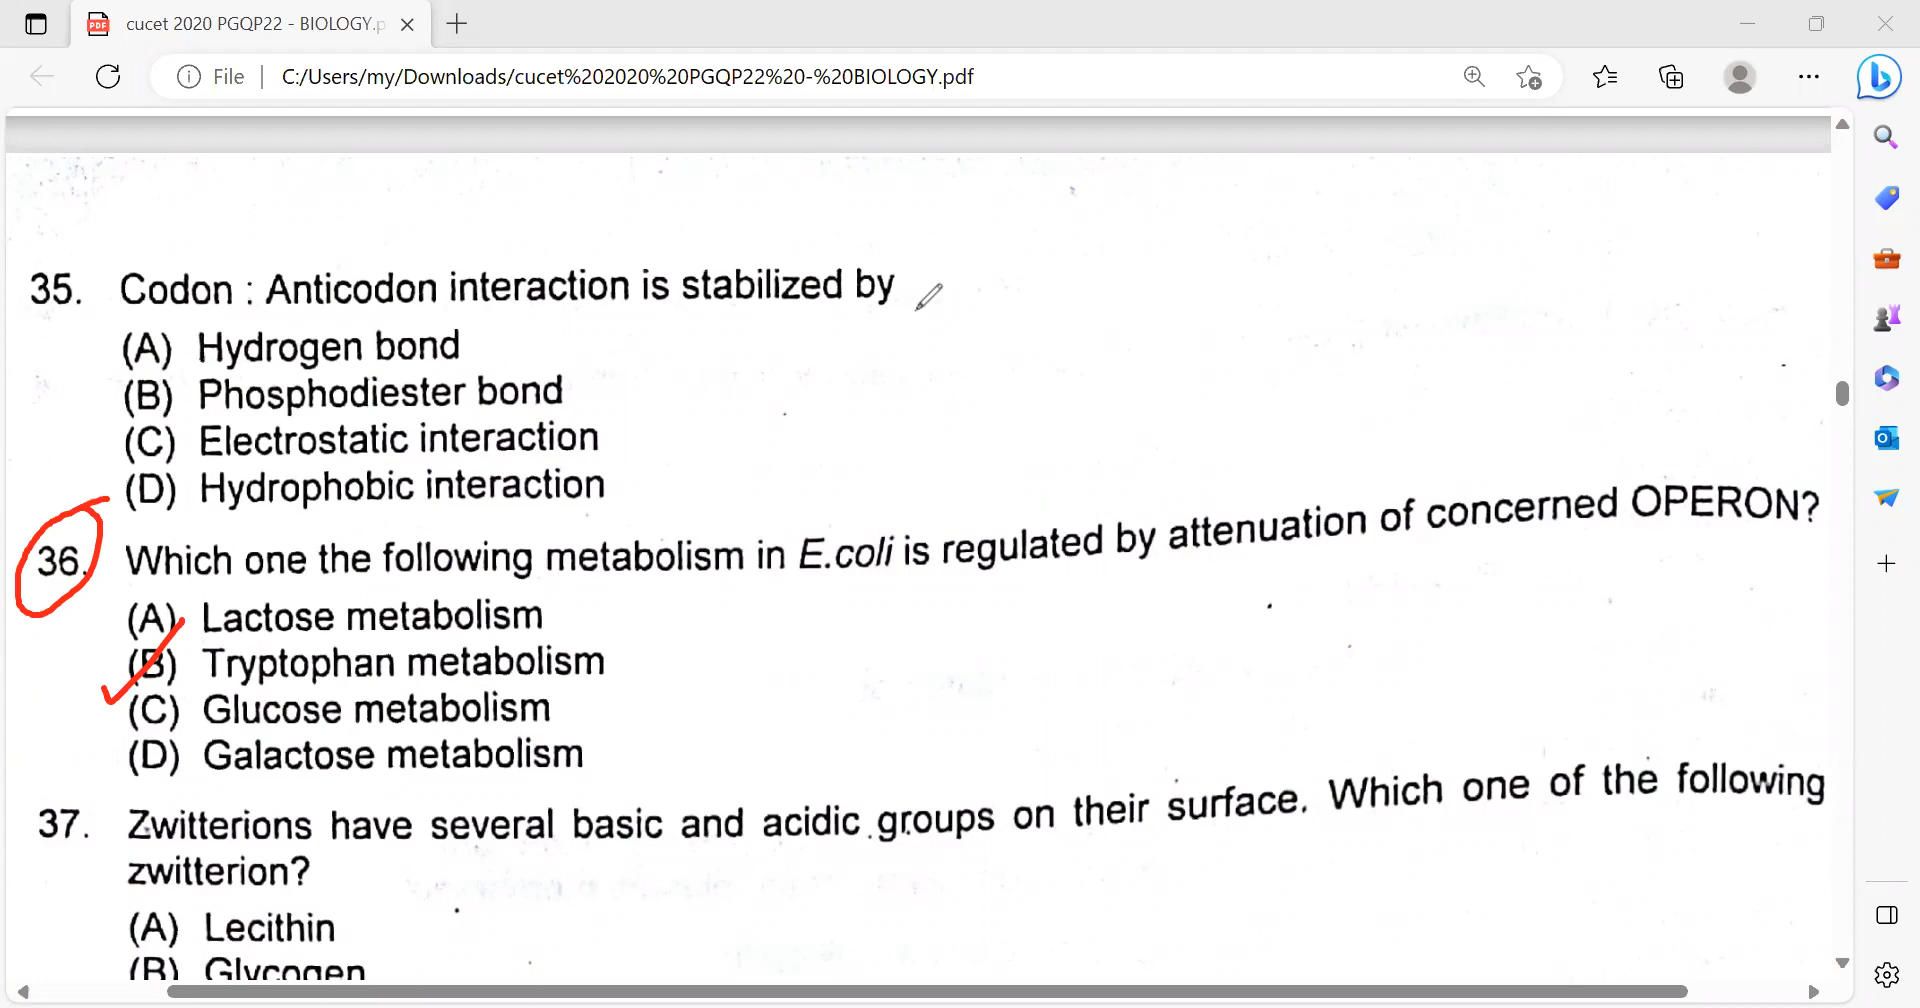 cucet 2020 PGQP22 - BIOLOGY.p
File
C:/Users/my/Downloads/cucet%202020%20PGQP22%20-%20BIOLOGY.pdf
35. Codon : Anticodon interaction is stabilized by
(A) Hydrogen bond
(B) Phosphodiester bond
(C) Electrostatic interaction
(D) Hydrophobic interaction
36. Which one the following metabolism in E.coli is regulated by attenuation of concerned OPERON?
(A) Lactose metabolism
(B) Tryptophan metabolism
(C) Glucose metabolism
(D) Galactose metabolism
37. Zwitterions have several basic and acidic groups on their surface. Which one of the following
zwitterion?
(A) Lecithin
(B) Glycogen